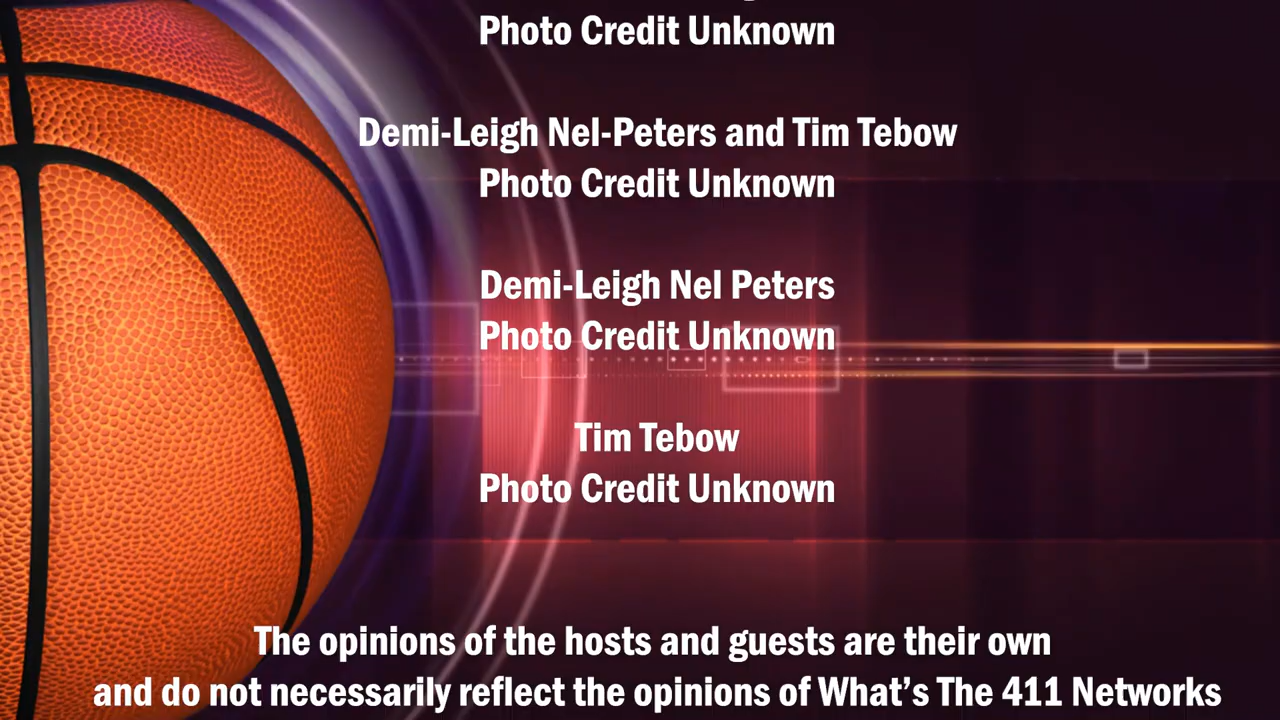 Photo Credit Unknown
Demi-Leigh Nel-Peters and Tim Tebow
Photo Credit Unknown
Demi-Leigh Nel Peters
Photo Credit Unknown
Tim Tebow
Photo Credit Unknown
The opinions of the hosts and guests are their own
and do not necessarily reflect the opinions of What’s The 411 Networks